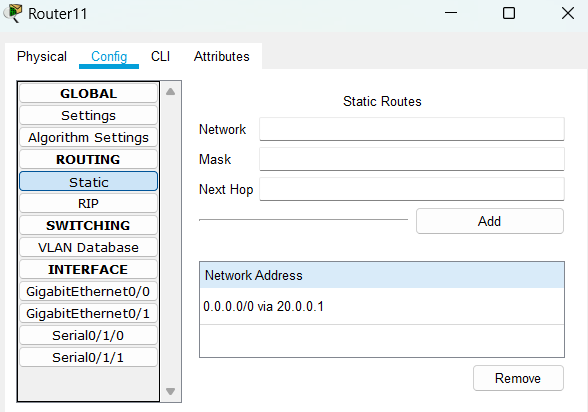 Router11
Physical Config CLI Attributes
GLOBAL
Settings
Algorithm Settings
ROUTING
Static
RIP
SWITCHING
VLAN Database
INTERFACE
GigabitEthernet0/0
GigabitEthernet0/1
Serial0/1/0
Serial0/1/1
Static Routes
Network
Mask
Next Hop
Add
Network Address
0.0.0.0/0 via 20.0.0.1
Remove